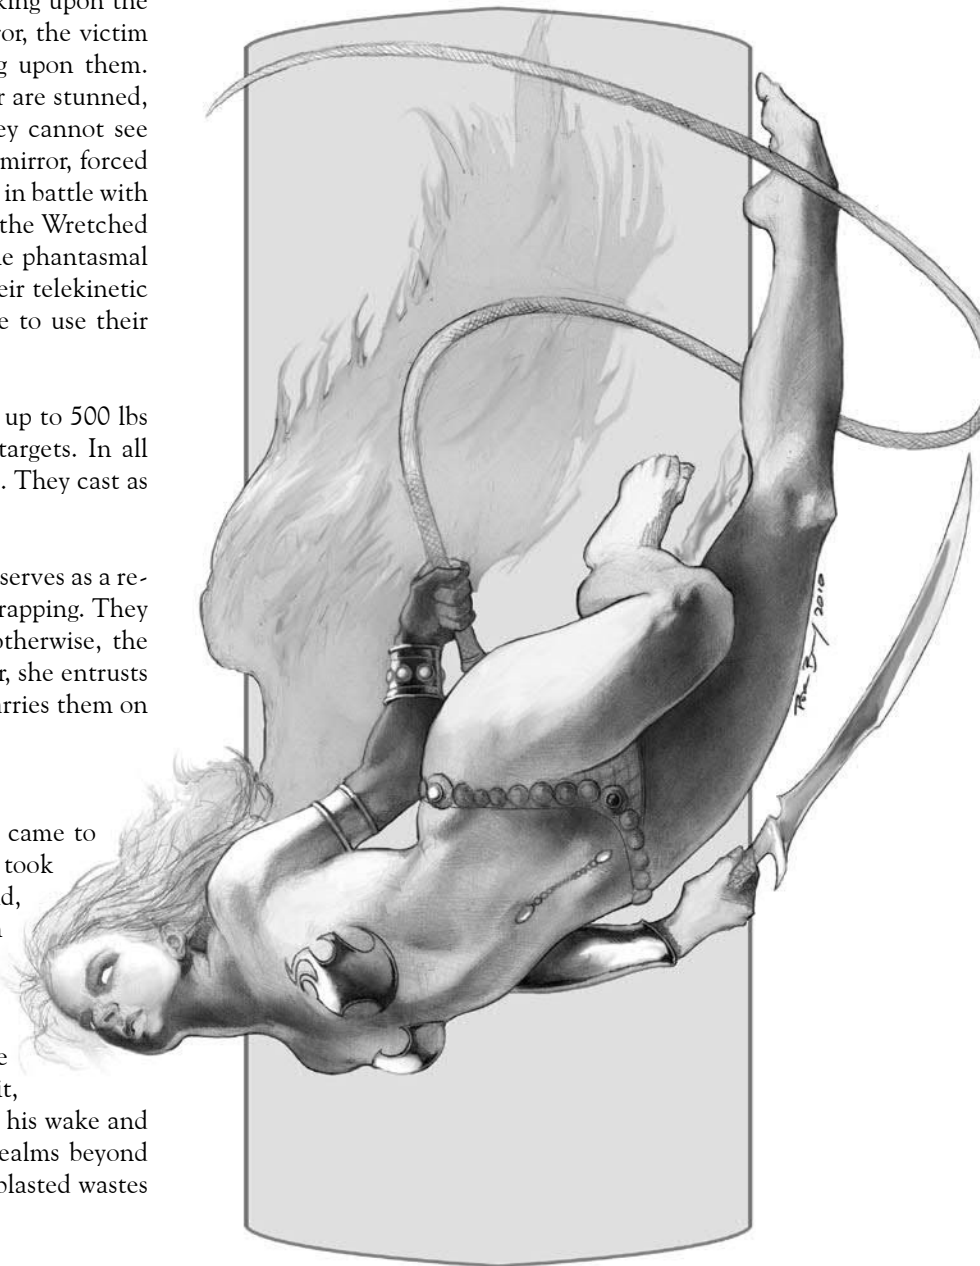 king upon the
ror, the victim
g upon them.
r are stunned,
ey cannot see
mirror, forced
in battle with
the Wretched
e phantasmal
eir telekinetic
e to use their
up to 500 lbs
targets. In all
. They cast as
serves as a re-
rapping. They
otherwise, the
r, she entrusts
arries them on
came to
took
d,
e
it,
his wake and
ealms beyond
blasted wastes
2010